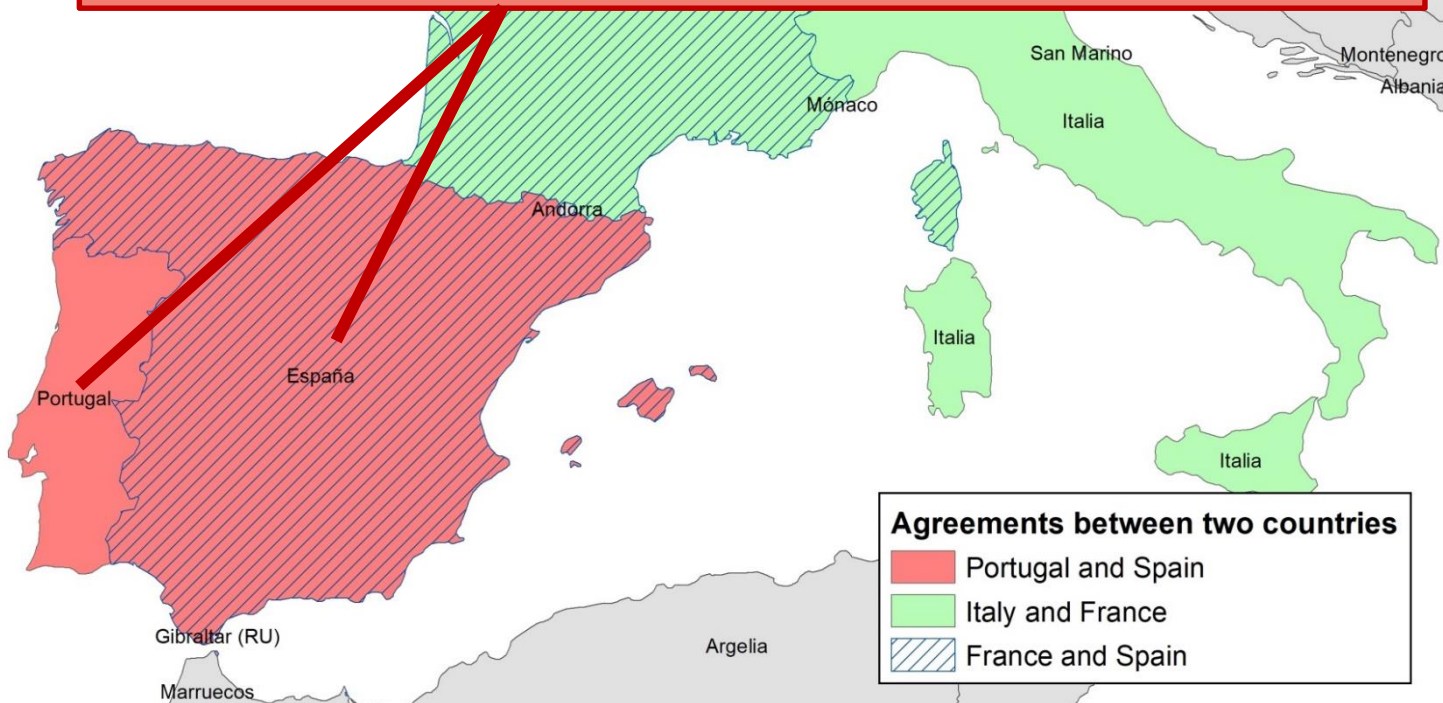 San Marino
Montenegro
Albania
Mónaco
Italia
Andorra
Italia
España
Portugal
Italia
Agreements between two countries
Portugal and Spain
Italy and France
France and Spain
Gibraltar (RU)
Argelia
Marruecos